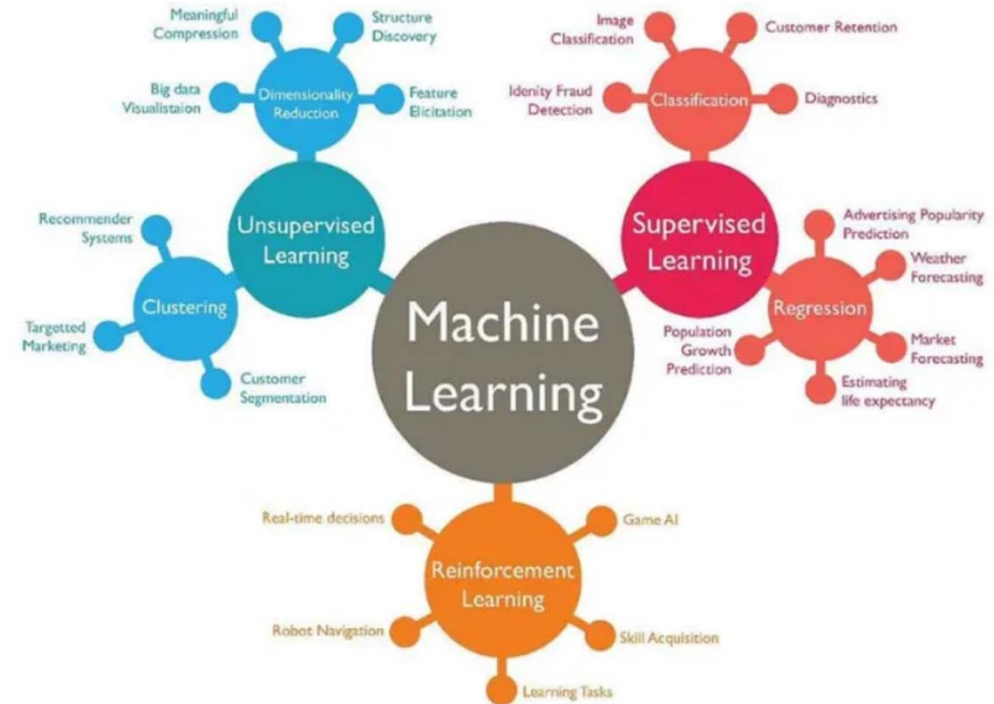 Meaningful
Compression
Structure
Discovery
Big data
Visualistaion
Dimensionality
Reduction
Feature
Elicitation
Image
Classification
Customer Retention
Idenity Fraud
Detection
Classification
Diagnostics
Recommender
Systems
Unsupervised
Learning
Clustering
Targetted
Marketing
Customer
Segmentation
Machine
Learning
Supervised
Learning
Advertising Popularity
Prediction
Weather
Forecasting
Regression
Population
Growth
Prediction
Market
Forecasting
Estimating
life expectancy
Real-time decisions
Game AI
Reinforcement
Learning
Robot Navigation
Skill Acquisition
Learning Tasks